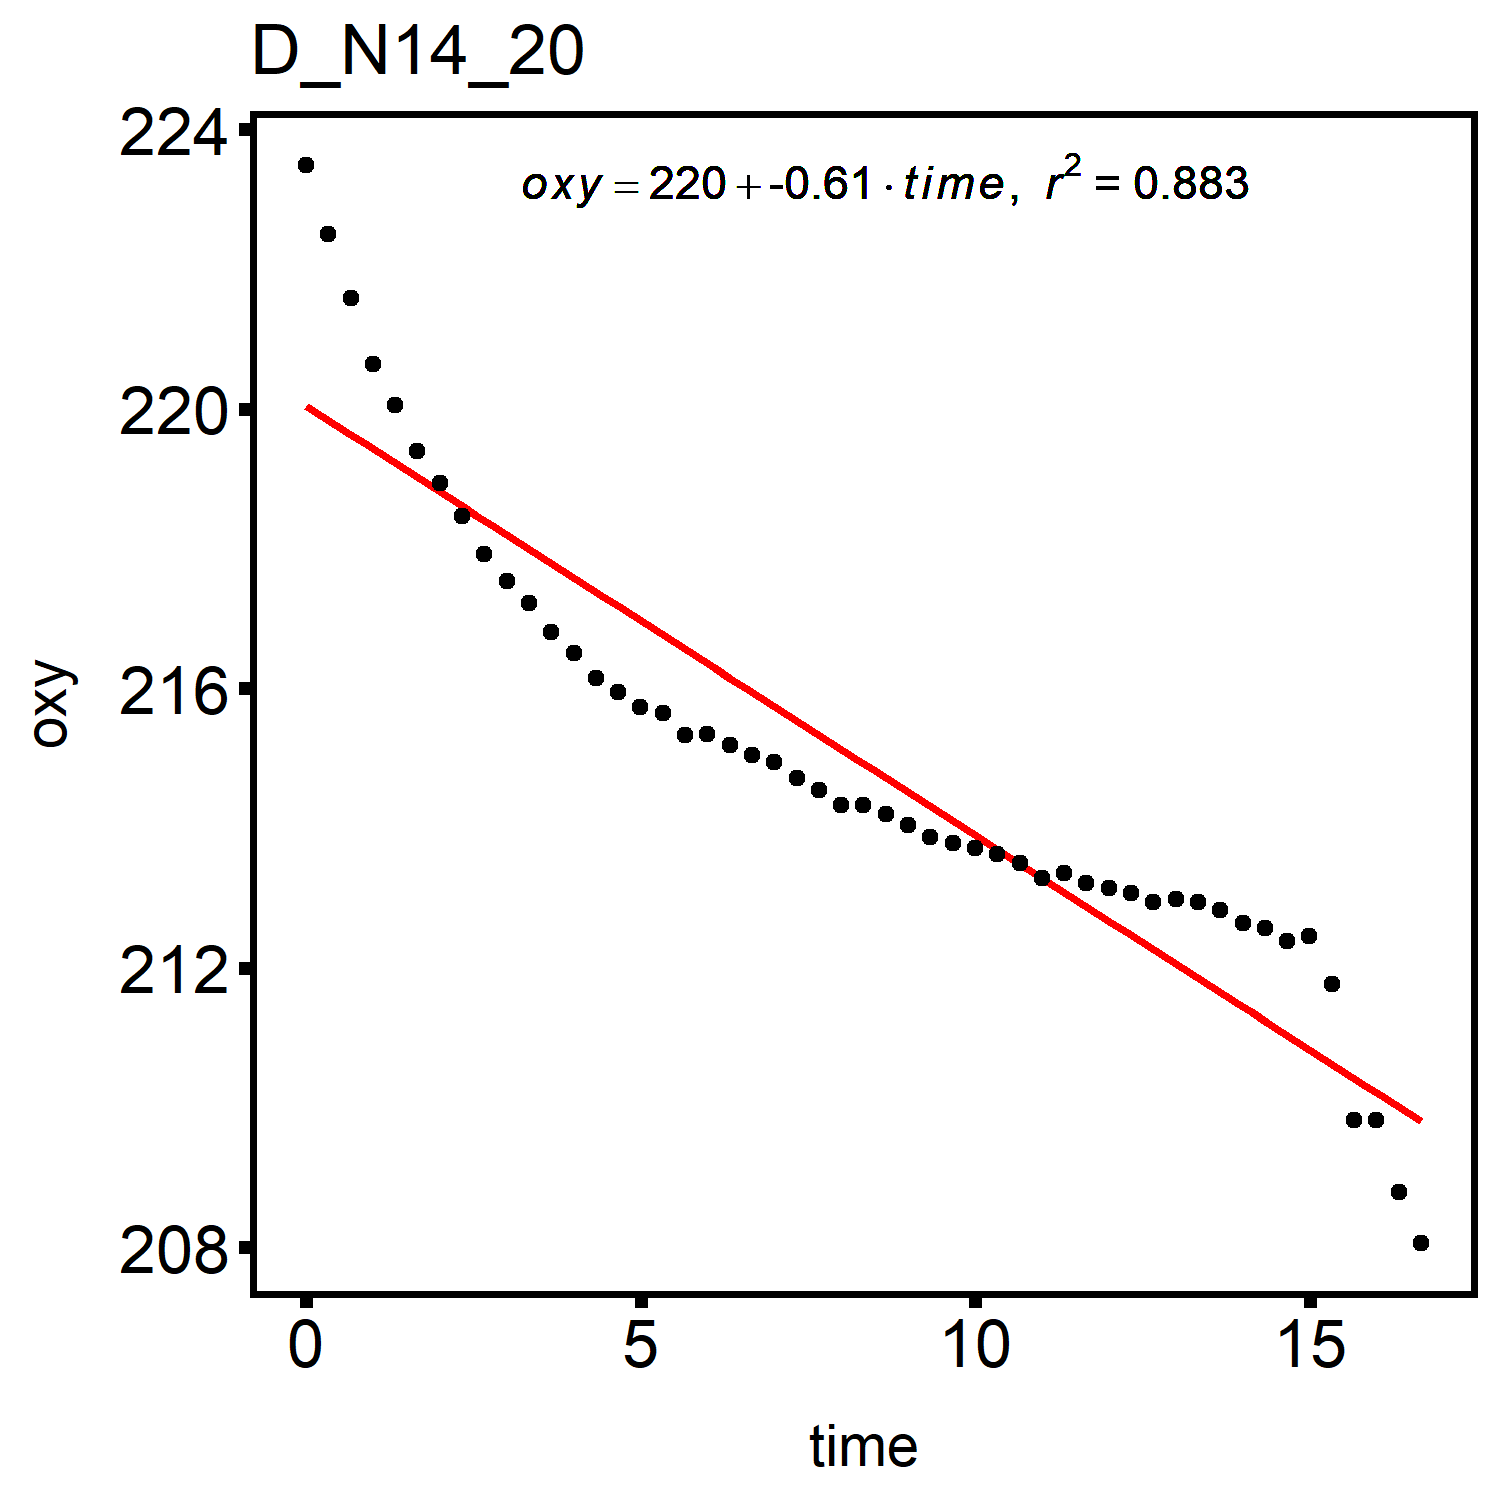 D_N14_20
oxy = 220 + -0.61 · time, r² = 0.883
224
220
216
212
208
oxy
0 5 10 15
time